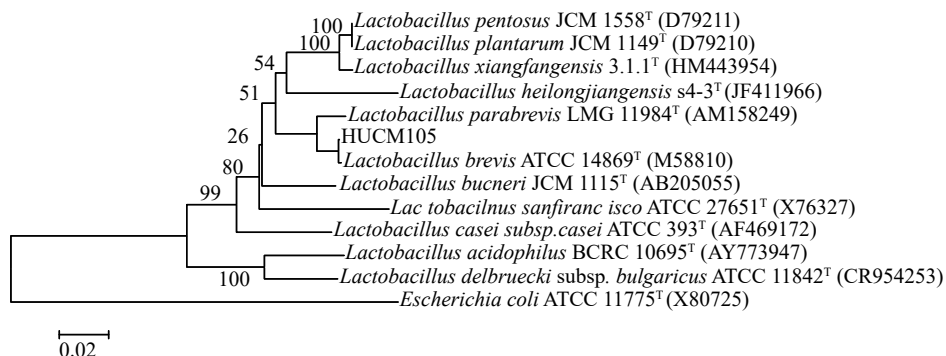 100
Lactobacillus pentosus JCM 1558ᵀ (D79211)
100
Lactobacillus plantarum JCM 1149ᵀ (D79210)
Lactobacillus xiangfangensis 3.1.1ᵀ (HM443954)
54
Lactobacillus heilongjiangensis s4-3ᵀ (JF411966)
51
Lactobacillus parabrevis LMG 11984ᵀ (AM158249)
26
HUCM105
Lactobacillus brevis ATCC 14869ᵀ (M58810)
80
Lactobacillus bucneri JCM 1115ᵀ (AB205055)
99
Lac tobacilnus sanfiranc isco ATCC 27651ᵀ (X76327)
Lactobacillus casei subsp.casei ATCC 393ᵀ (AF469172)
Lactobacillus acidophilus BCRC 10695ᵀ (AY773947)
100
Lactobacillus delbruecki subsp. bulgaricus ATCC 11842ᵀ (CR954253)
Escherichia coli ATCC 11775ᵀ (X80725)
0.02